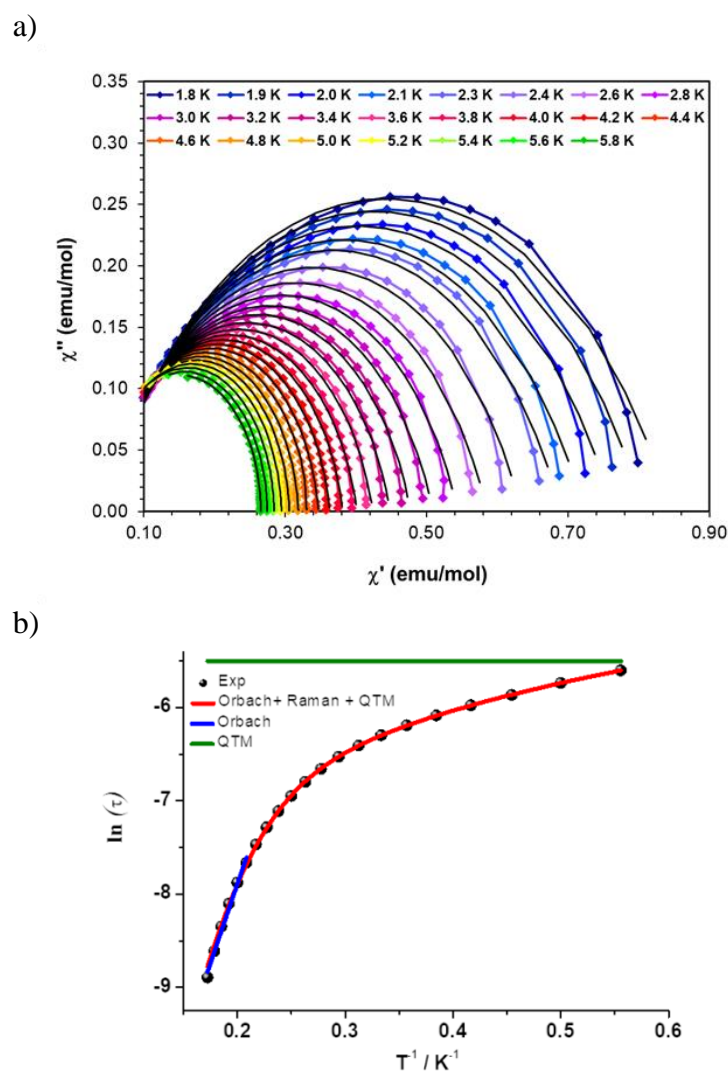 a)
0.35
1.8 K 1.9 K 2.0 K 2.1 K 2.3 K 2.4 K 2.6 K 2.8 K
3.0 K 3.2 K 3.4 K 3.6 K 3.8 K 4.0 K 4.2 K 4.4 K
0.30
4.6 K 4.8 K 5.0 K 5.2 K 5.4 K 5.6 K 5.8 K
0.25
0.20
χ" (emu/mol)
0.15
0.10
0.05
0.00
0.10 0.30 0.50 0.70 0.90
χ' (emu/mol)
b)
Exp
Orbach+ Raman + QTM
Orbach
QTM
-6
-7
ln (τ)
-8
-9
0.2 0.3 0.4 0.5 0.6
T⁻¹ / K⁻¹